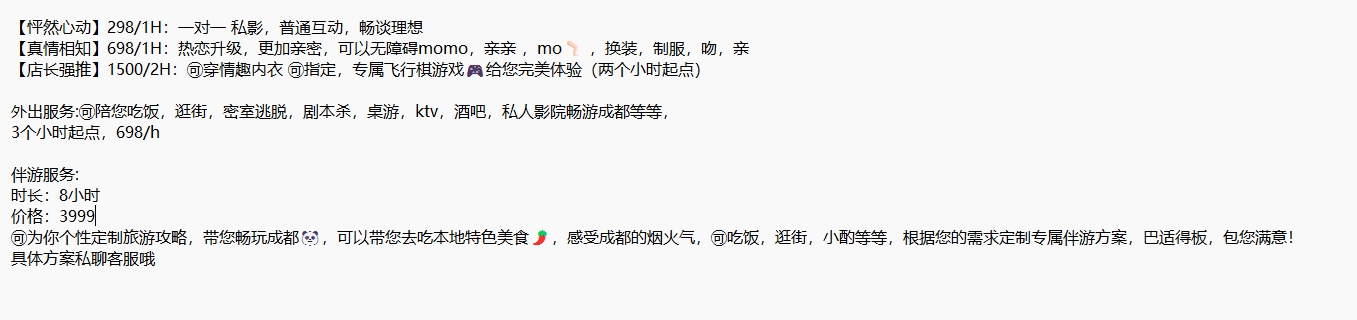 【怦然心动】298/1H：一对一 私影，普通互动，畅谈理想
【真情相知】698/1H：热恋升级，更加亲密，可以无障碍momo，亲亲 ，mo🍗 ，换装，制服，吻，亲
【店长强推】1500/2H：🉑穿情趣内衣 🉑指定，专属飞行棋游戏🎮给您完美体验（两个小时起点）
外出服务:🉑陪您吃饭，逛街，密室逃脱，剧本杀，桌游，ktv，酒吧，私人影院畅游成都等等，
3个小时起点，698/h
伴游服务:
时长：8小时
价格：3999
🉑为你个性定制旅游攻略，带您畅玩成都🐼，可以带您去吃本地特色美食🌶️，感受成都的烟火气，🉑吃饭，逛街，小酌等等，根据您的需求定制专属伴游方案，巴适得板，包您满意！
具体方案私聊客服哦